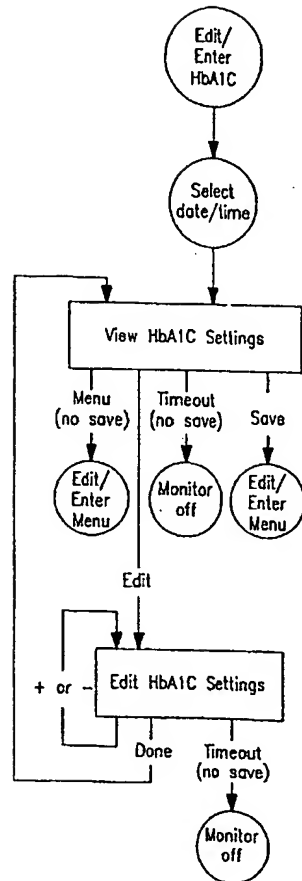 Edit/
Enter
HbA1C
Select
date/time
View HbA1C Settings
Menu
(no save)
Timeout
(no save)
Save
Edit/
Enter
Menu
Monitor
off
Edit/
Enter
Menu
Edit
+ or -
Edit HbA1C Settings
Done
Timeout
(no save)
Monitor
off